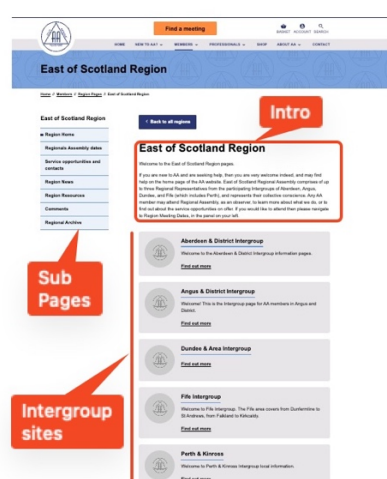 AA
Find a meeting
BASKET ACCOUNT SEARCH
HOME NEW TO AA? MEMBERS PROFESSIONALS SHOP ABOUT AA CONTACT
East of Scotland Region
Home / Members / Region Pages / East of Scotland Region
East of Scotland Region
Region Home
Regionals Assembly dates
Service opportunities and
contacts
Region News
Region Resources
Comments
Regional Archive
Sub
Pages
Back to all regions
Intro
East of Scotland Region
Welcome to the East of Scotland Region pages.
If you are new to AA and are seeking help, then you are very welcome indeed, and may find
help on the home page of the AA website. East of Scotland Regional Assembly comprises of up
to three Regional Representatives from the participating Intergroups of Aberdeen, Angus,
Dundee, and Fife (which includes Perth), and represents their collective conscience. Any AA
member may attend Regional Assembly, as an observer, to learn more about what we do, or to
find out about the service opportunities on offer. If you would like to attend then please navigate
to Region Meeting Dates, in the panel on your left.
Intergroup
sites
Aberdeen & District Intergroup
Welcome to the Aberdeen & District Intergroup information pages.
Find out more
Angus & District Intergroup
Welcome! This is the Intergroup page for AA members in Angus and
District.
Find out more
Dundee & Area Intergroup
Find out more
Fife Intergroup
Welcome to Fife Intergroup. The Fife area covers from Dunfermline to
St Andrews, from Falkland to Kirkcaldy.
Find out more
Perth & Kinross
Welcome to Perth & Kinross Intergroup local information.
Find out more